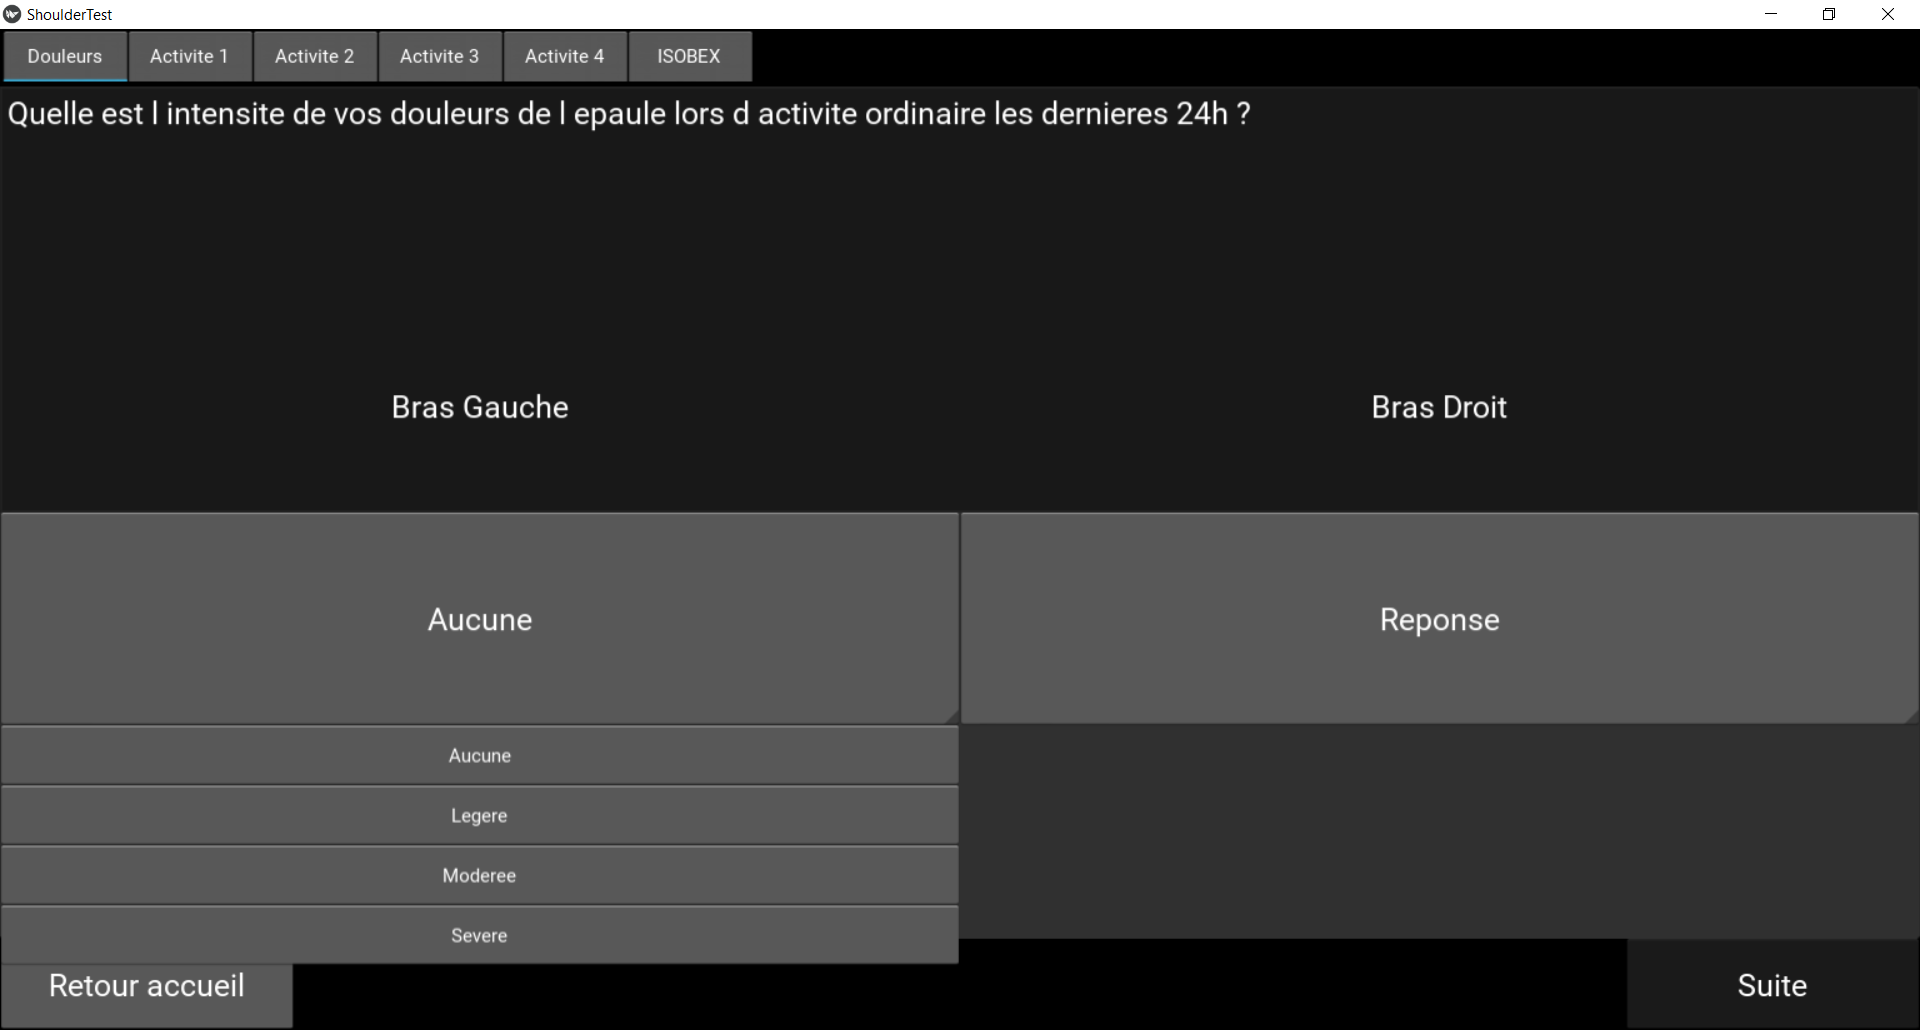 ShoulderTest
Douleurs Activite 1 Activite 2 Activite 3 Activite 4 ISOBEX
Quelle est l intensite de vos douleurs de l epaule lors d activite ordinaire les dernieres 24h ?
Bras Gauche Bras Droit
Aucune Reponse
Aucune
Legere
Moderee
Severe
Retour accueil Suite